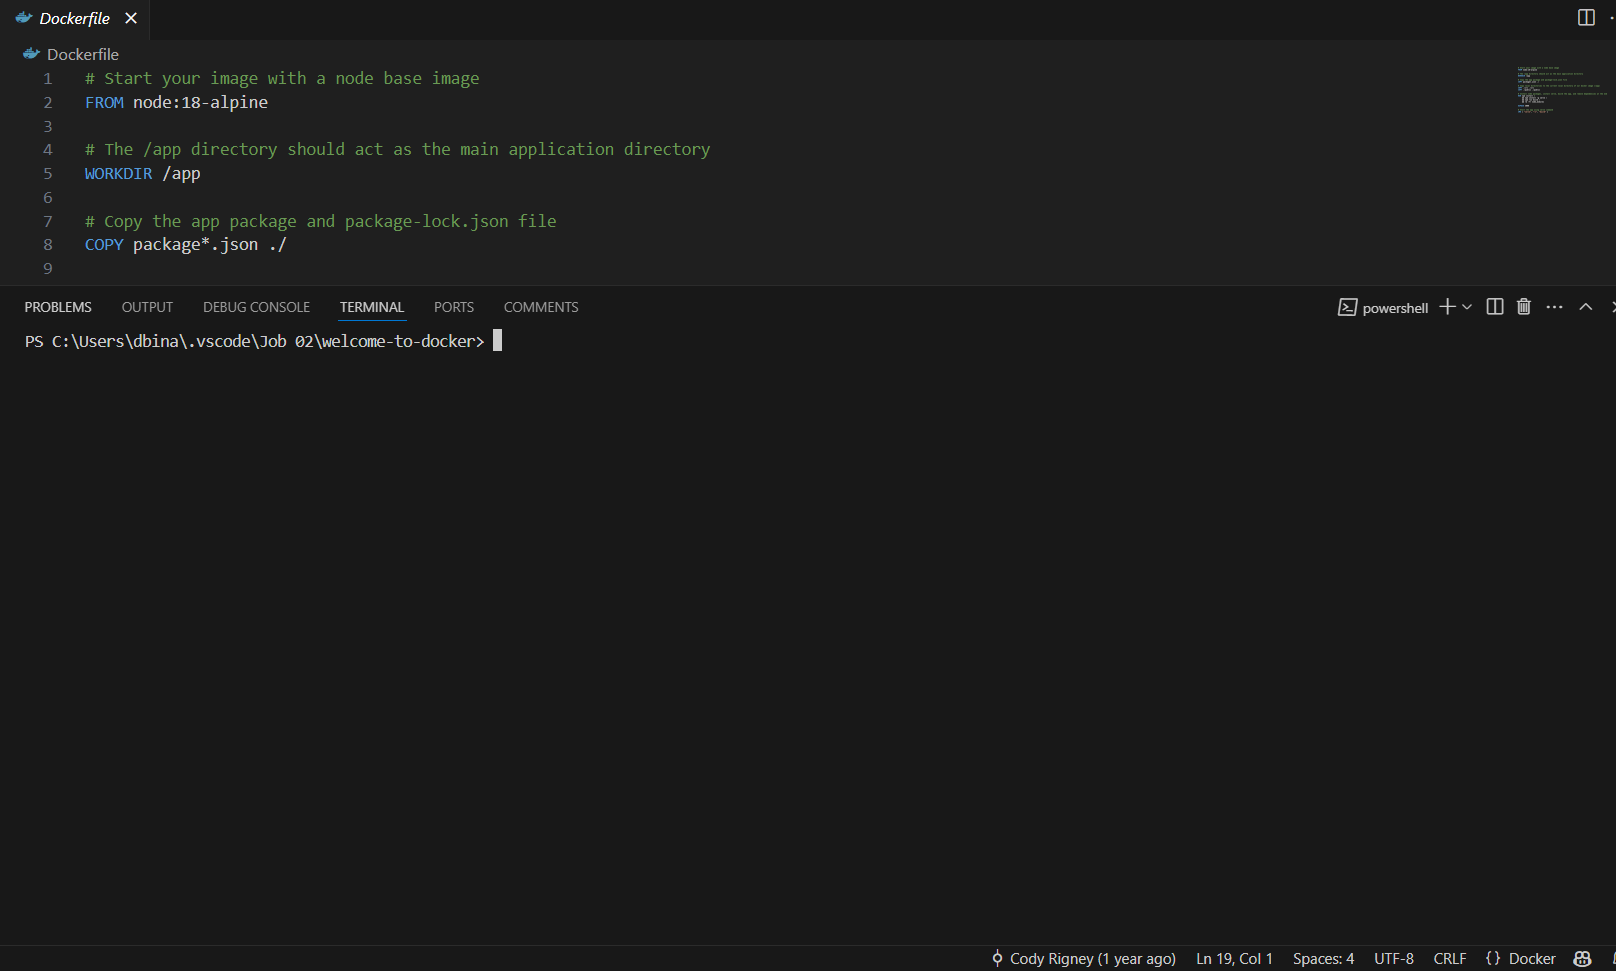 Dockerfile
Dockerfile
1 # Start your image with a node base image
2 FROM node:18-alpine
3
4 # The /app directory should act as the main application directory
5 WORKDIR /app
6
7 # Copy the app package and package-lock.json file
8 COPY package*.json ./
9
PROBLEMS OUTPUT DEBUG CONSOLE TERMINAL PORTS COMMENTS powershell
PS C:\Users\dbina\.vscode\Job 02\welcome-to-docker>
Cody Rigney (1 year ago) Ln 19, Col 1 Spaces: 4 UTF-8 CRLF {} Docker